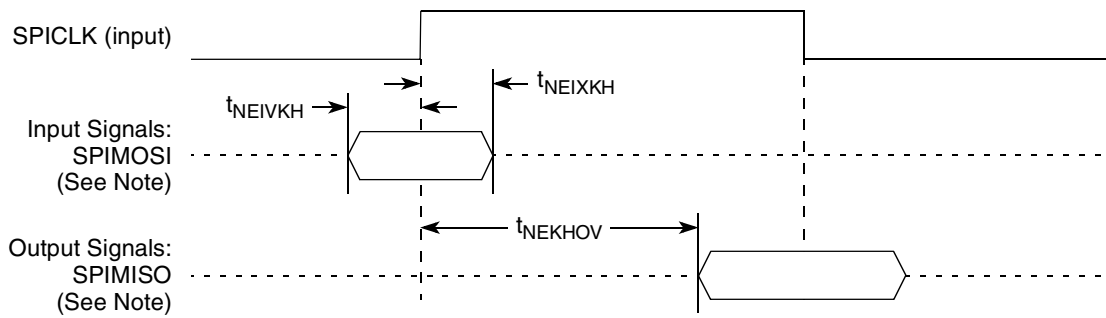 SPICLK (input)
tNEIXKH
tNEIVKH
Input Signals:
SPIMOSI
(See Note)
tNEKHOV
Output Signals:
SPIMISO
(See Note)